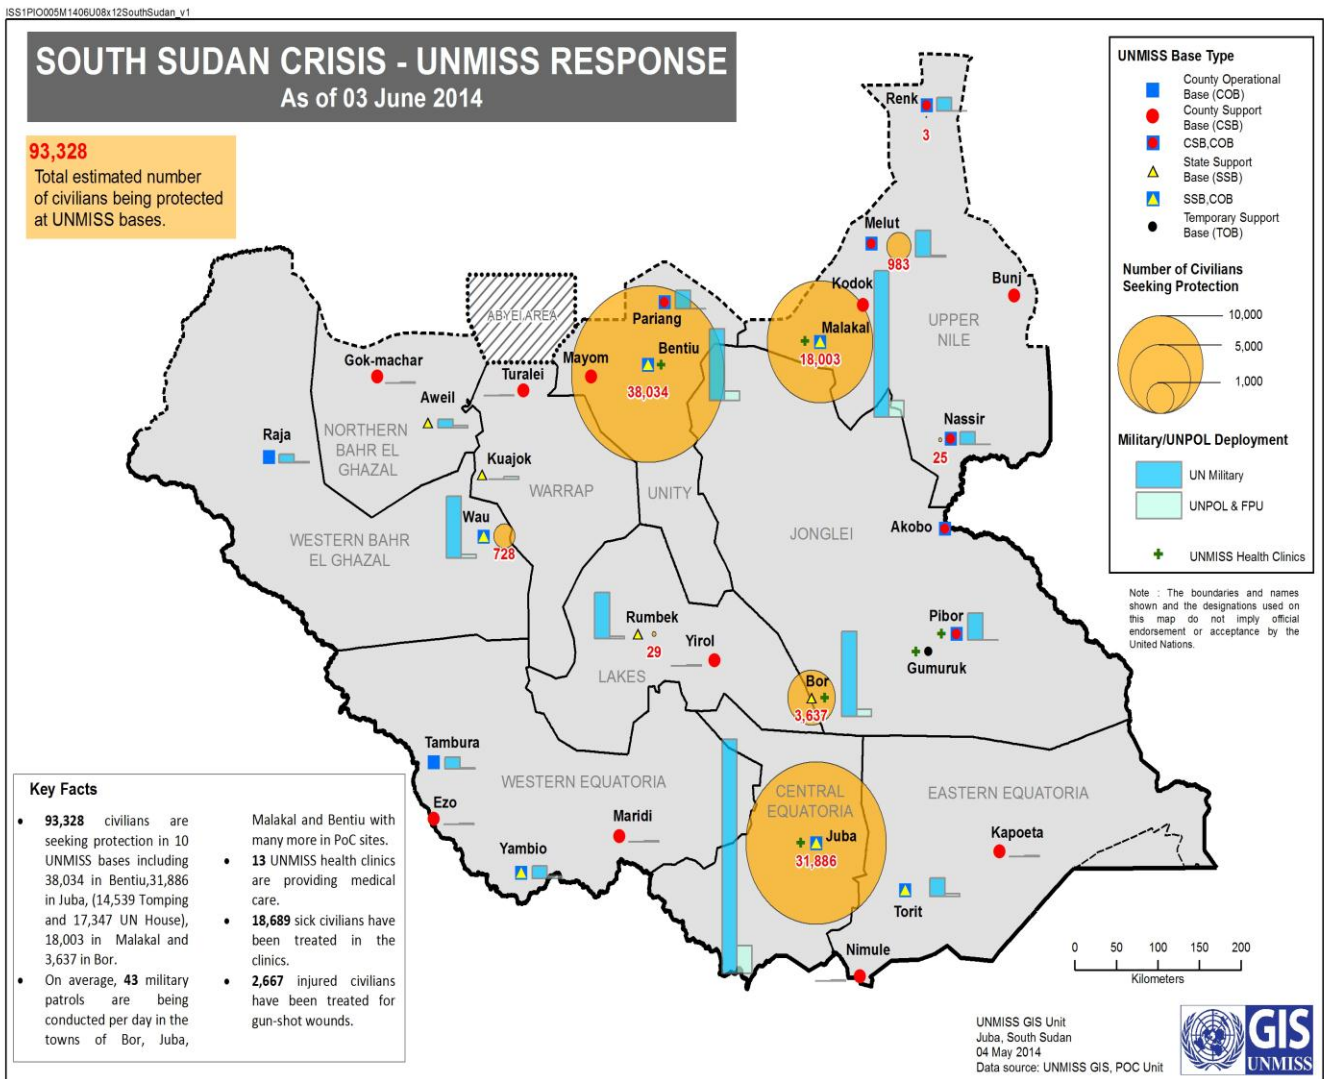 ISS1PIO005M1406U08x12SouthSudan_v1
SOUTH SUDAN CRISIS - UNMISS RESPONSE
As of 03 June 2014
93,328
Total estimated number
of civilians being protected
at UNMISS bases.
UNMISS Base Type
County Operational
Base (COB)
County Support
Base (CSB)
CSB,COB
State Support
Base (SSB)
SSB,COB
Temporary Support
Base (TOB)
Number of Civilians
Seeking Protection
10,000
5,000
1,000
Military/UNPOL Deployment
UN Military
UNPOL & FPU
UNMISS Health Clinics
Note : The boundaries and names
shown and the designations used on
this map do not imply official
endorsement or acceptance by the
United Nations.
Renk
3
Melut
983
Bunj
Kodok
UPPER
NILE
Malakal
18,003
ABYEI AREA
Pariang
Bentiu
38,034
Mayom
Turalei
Gok-machar
Aweil
NORTHERN
BAHR EL
GHAZAL
Raja
Kuajok
WARRAP
UNITY
Nassir
25
Wau
728
WESTERN BAHR
EL GHAZAL
JONGLEI
Akobo
Rumbek
29
Yirol
LAKES
Pibor
Gumuruk
Bor
3,637
Tambura
WESTERN EQUATORIA
CENTRAL
EQUATORIA
EASTERN EQUATORIA
Ezo
Maridi
Juba
31,886
Kapoeta
Yambio
Torit
Nimule
Key Facts
• 93,328 civilians are
seeking protection in 10
UNMISS bases including
38,034 in Bentiu,31,886
in Juba, (14,539 Tomping
and 17,347 UN House),
18,003 in Malakal and
3,637 in Bor.
• On average, 43 military
patrols are being
conducted per day in the
towns of Bor, Juba,
Malakal and Bentiu with
many more in PoC sites.
• 13 UNMISS health clinics
are providing medical
care.
• 18,689 sick civilians have
been treated in the
clinics.
• 2,667 injured civilians
have been treated for
gun-shot wounds.
0 50 100 150 200
Kilometers
UNMISS GIS Unit
Juba, South Sudan
04 May 2014
Data source: UNMISS GIS, POC Unit
GIS
UNMISS